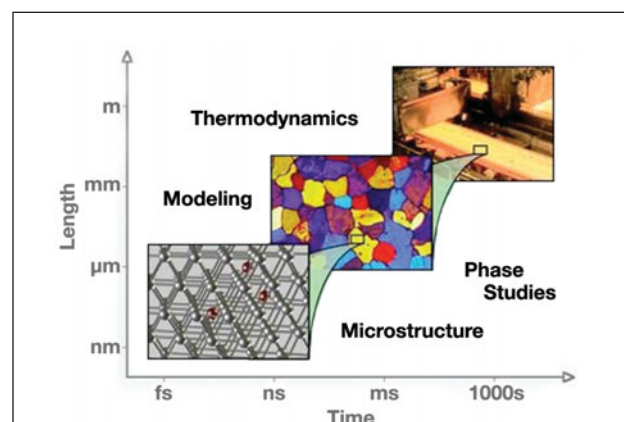 m
Thermodynamics
mm
Modeling
Length
µm
Phase
Studies
Microstructure
nm
fs
ns
ms
1000s
Time